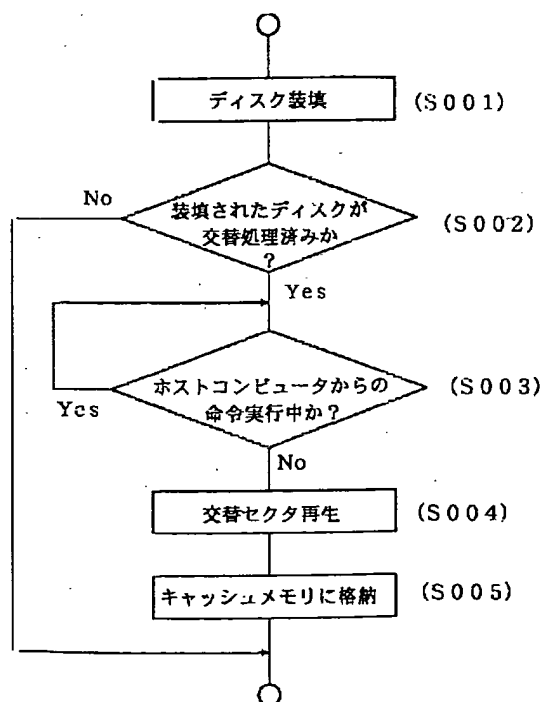 ディスク装填
(S001)
No
装填されたディスクが
交替処理済みか
?
(S002)
Yes
ホストコンピュータからの
命令実行中か?
(S003)
Yes
No
交替セクタ再生
(S004)
キャッシュメモリに格納
(S005)